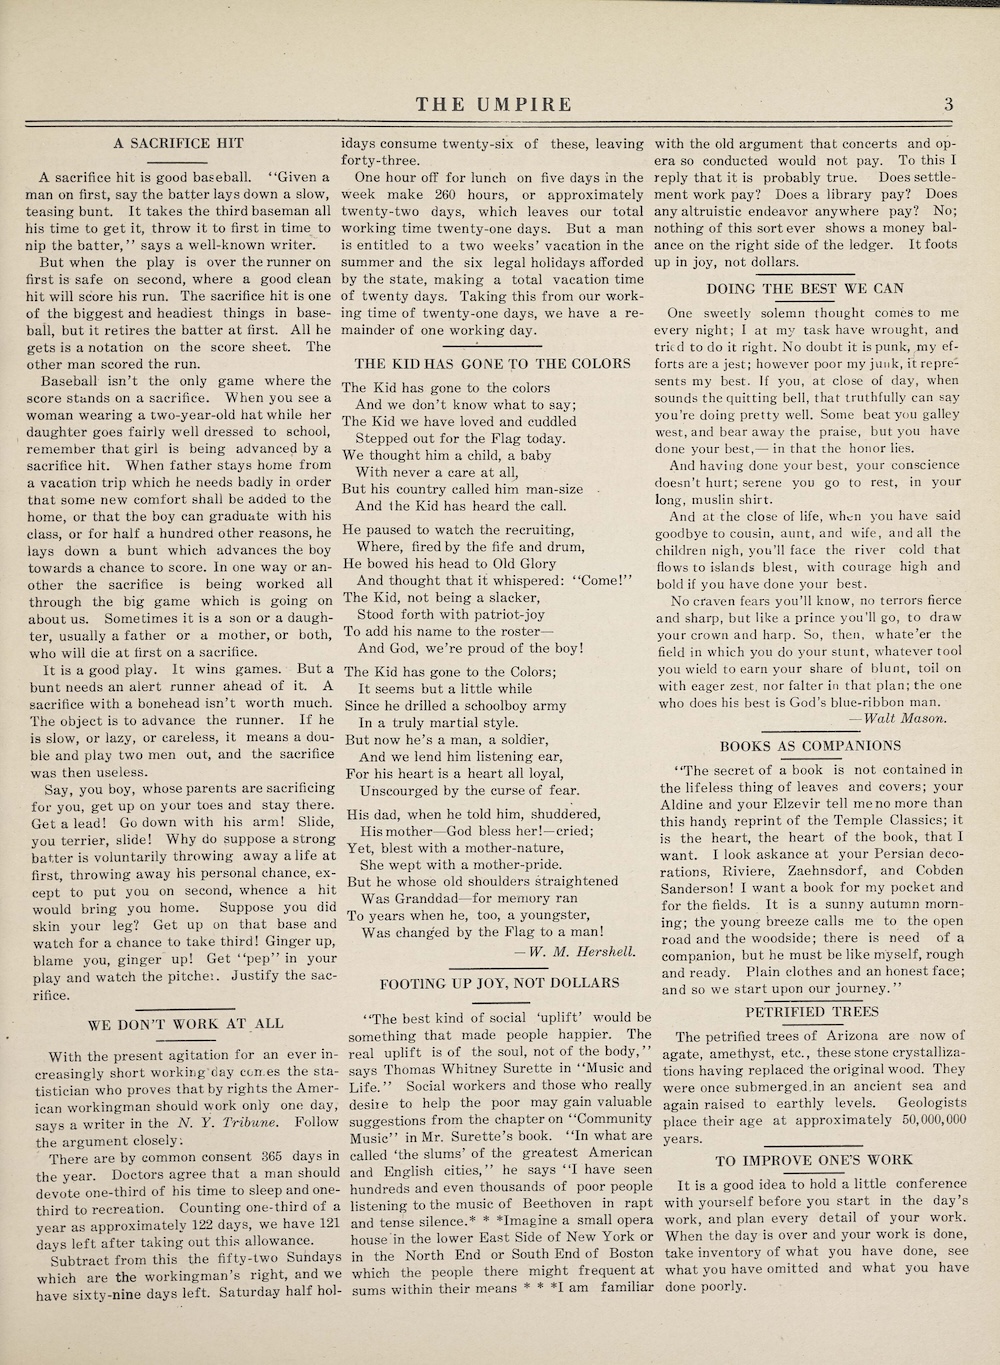 THE UMPIRE
3
A SACRIFICE HIT
A sacrifice hit is good baseball. "Given a
man on first, say the batter lays down a slow,
teasing bunt. It takes the third baseman all
his time to get it, throw it to first in time to
nip the batter," says a well-known writer.
But when the play is over the runner on
first is safe on second, where a good clean
hit will score his run. The sacrifice hit is one
of the biggest and headiest things in base-
ball, but it retires the batter at first. All he
gets is a notation on the score sheet. The
other man scored the run.
Baseball isn't the only game where the
score stands on a sacrifice. When you see a
woman wearing a two-year-old hat while her
daughter goes fairly well dressed to school,
remember that girl is being advanced by a
sacrifice hit. When father stays home from
a vacation trip which he needs badly in order
that some new comfort shall be added to the
home, or that the boy can graduate with his
class, or for half a hundred other reasons, he
lays down a bunt which advances the boy
towards a chance to score. In one way or an-
other the sacrifice is being worked all
through the big game which is going on
about us. Sometimes it is a son or a daugh-
ter, usually a father or a mother, or both,
who will die at first on a sacrifice.
It is a good play. It wins games. But a
bunt needs an alert runner ahead of it. A
sacrifice with a bonehead isn't worth much.
The object is to advance the runner. If he
is slow, or lazy, or careless, it means a dou-
ble and play two men out, and the sacrifice
was then useless.
Say, you boy, whose parents are sacrificing
for you, get up on your toes and stay there.
Get a lead! Go down with his arm! Slide,
you terrier, slide! Why do suppose a strong
batter is voluntarily throwing away a life at
first, throwing away his personal chance, ex-
cept to put you on second, whence a hit
would bring you home. Suppose you did
skin your leg? Get up on that base and
watch for a chance to take third! Ginger up,
blame you, ginger up! Get "pep" in your
play and watch the pitcher. Justify the sac-
rifice.
WE DON'T WORK AT ALL
With the present agitation for an ever in-
creasingly short working day comes the sta-
tistician who proves that by rights the Amer-
ican workingman should work only one day,
says a writer in the N. Y. Tribune. Follow
the argument closely:
There are by common consent 365 days in
the year. Doctors agree that a man should
devote one-third of his time to sleep and one-
third to recreation. Counting one-third of a
year as approximately 122 days, we have 121
days left after taking out this allowance.
Subtract from this the fifty-two Sundays
which are the workingman's right, and we
have sixty-nine days left. Saturday half hol-
idays consume twenty-six of these, leaving
forty-three.
One hour off for lunch on five days in the
week make 260 hours, or approximately
twenty-two days, which leaves our total
working time twenty-one days. But a man
is entitled to a two weeks' vacation in the
summer and the six legal holidays afforded
by the state, making a total vacation time
of twenty days. Taking this from our work-
ing time of twenty-one days, we have a re-
mainder of one working day.
THE KID HAS GONE TO THE COLORS
The Kid has gone to the colors
And we don't know what to say;
The Kid we have loved and cuddled
Stepped out for the Flag today.
We thought him a child, a baby
With never a care at all,
But his country called him man-size
And the Kid has heard the call.
He paused to watch the recruiting,
Where, fired by the fife and drum,
He bowed his head to Old Glory
And thought that it whispered: "Come!"
The Kid, not being a slacker,
Stood forth with patriot-joy
To add his name to the roster—
And God, we're proud of the boy!
The Kid has gone to the Colors;
It seems but a little while
Since he drilled a schoolboy army
In a truly martial style.
But now he's a man, a soldier,
And we lend him listening ear,
For his heart is a heart all loyal,
Unscourged by the curse of fear.
His dad, when he told him, shuddered,
His mother—God bless her!—cried;
Yet, blest with a mother-nature,
She wept with a mother-pride.
But he whose old shoulders straightened
Was Granddad—for memory ran
To years when he, too, a youngster,
Was changed by the Flag to a man!
—W. M. Hershell.
FOOTING UP JOY, NOT DOLLARS
"The best kind of social 'uplift' would be
something that made people happier. The
real uplift is of the soul, not of the body,"
says Thomas Whitney Surette in "Music and
Life." Social workers and those who really
desire to help the poor may gain valuable
suggestions from the chapter on "Community
Music" in Mr. Surette's book. "In what are
called 'the slums' of the greatest American
and English cities," he says "I have seen
hundreds and even thousands of poor people
listening to the music of Beethoven in rapt
and tense silence.* * *Imagine a small opera
house in the lower East Side of New York or
in the North End or South End of Boston
which the people there might frequent at
sums within their means * * *I am familiar
with the old argument that concerts and op-
era so conducted would not pay. To this I
reply that it is probably true. Does settle-
ment work pay? Does a library pay? Does
any altruistic endeavor anywhere pay? No;
nothing of this sort ever shows a money bal-
ance on the right side of the ledger. It foots
up in joy, not dollars.
DOING THE BEST WE CAN
One sweetly solemn thought comes to me
every night; I at my task have wrought, and
tried to do it right. No doubt it is punk, my ef-
forts are a jest; however poor my junk, it repre-
sents my best. If you, at close of day, when
sounds the quitting bell, that truthfully can say
you're doing pretty well. Some beat you galley
west, and bear away the praise, but you have
done your best,— in that the honor lies.
And having done your best, your conscience
doesn't hurt; serene you go to rest, in your
long, muslin shirt.
And at the close of life, when you have said
goodbye to cousin, aunt, and wife, and all the
children nigh, you'll face the river cold that
flows to islands blest, with courage high and
bold if you have done your best.
No craven fears you'll know, no terrors fierce
and sharp, but like a prince you'll go, to draw
your crown and harp. So, then, whate'er the
field in which you do your stunt, whatever tool
you wield to earn your share of blunt, toil on
with eager zest, nor falter in that plan; the one
who does his best is God's blue-ribbon man.
—Walt Mason.
BOOKS AS COMPANIONS
"The secret of a book is not contained in
the lifeless thing of leaves and covers; your
Aldine and your Elzevir tell me no more than
this handy reprint of the Temple Classics; it
is the heart, the heart of the book, that I
want. I look askance at your Persian deco-
rations, Riviere, Zaehnsdorf, and Cobden
Sanderson! I want a book for my pocket and
for the fields. It is a sunny autumn morn-
ing; the young breeze calls me to the open
road and the woodside; there is need of a
companion, but he must be like myself, rough
and ready. Plain clothes and an honest face;
and so we start upon our journey."
PETRIFIED TREES
The petrified trees of Arizona are now of
agate, amethyst, etc., these stone crystalliza-
tions having replaced the original wood. They
were once submerged in an ancient sea and
again raised to earthly levels. Geologists
place their age at approximately 50,000,000
years.
TO IMPROVE ONE'S WORK
It is a good idea to hold a little conference
with yourself before you start in the day's
work, and plan every detail of your work.
When the day is over and your work is done,
take inventory of what you have done, see
what you have omitted and what you have
done poorly.